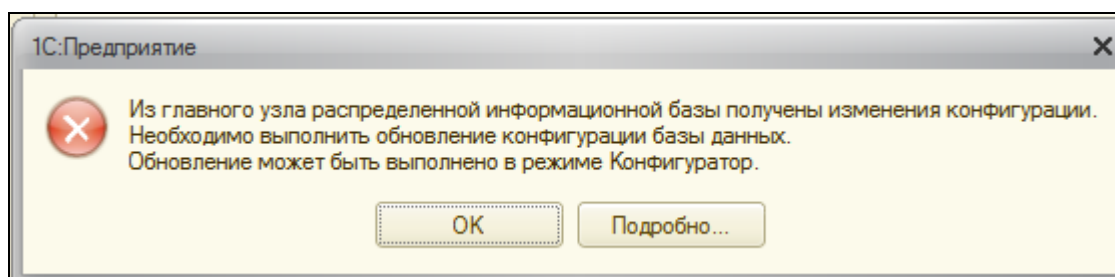 1С:Предприятие
Из главного узла распределенной информационной базы получены изменения конфигурации.
Необходимо выполнить обновление конфигурации базы данных.
Обновление может быть выполнено в режиме Конфигуратор.
OK
Подробно...